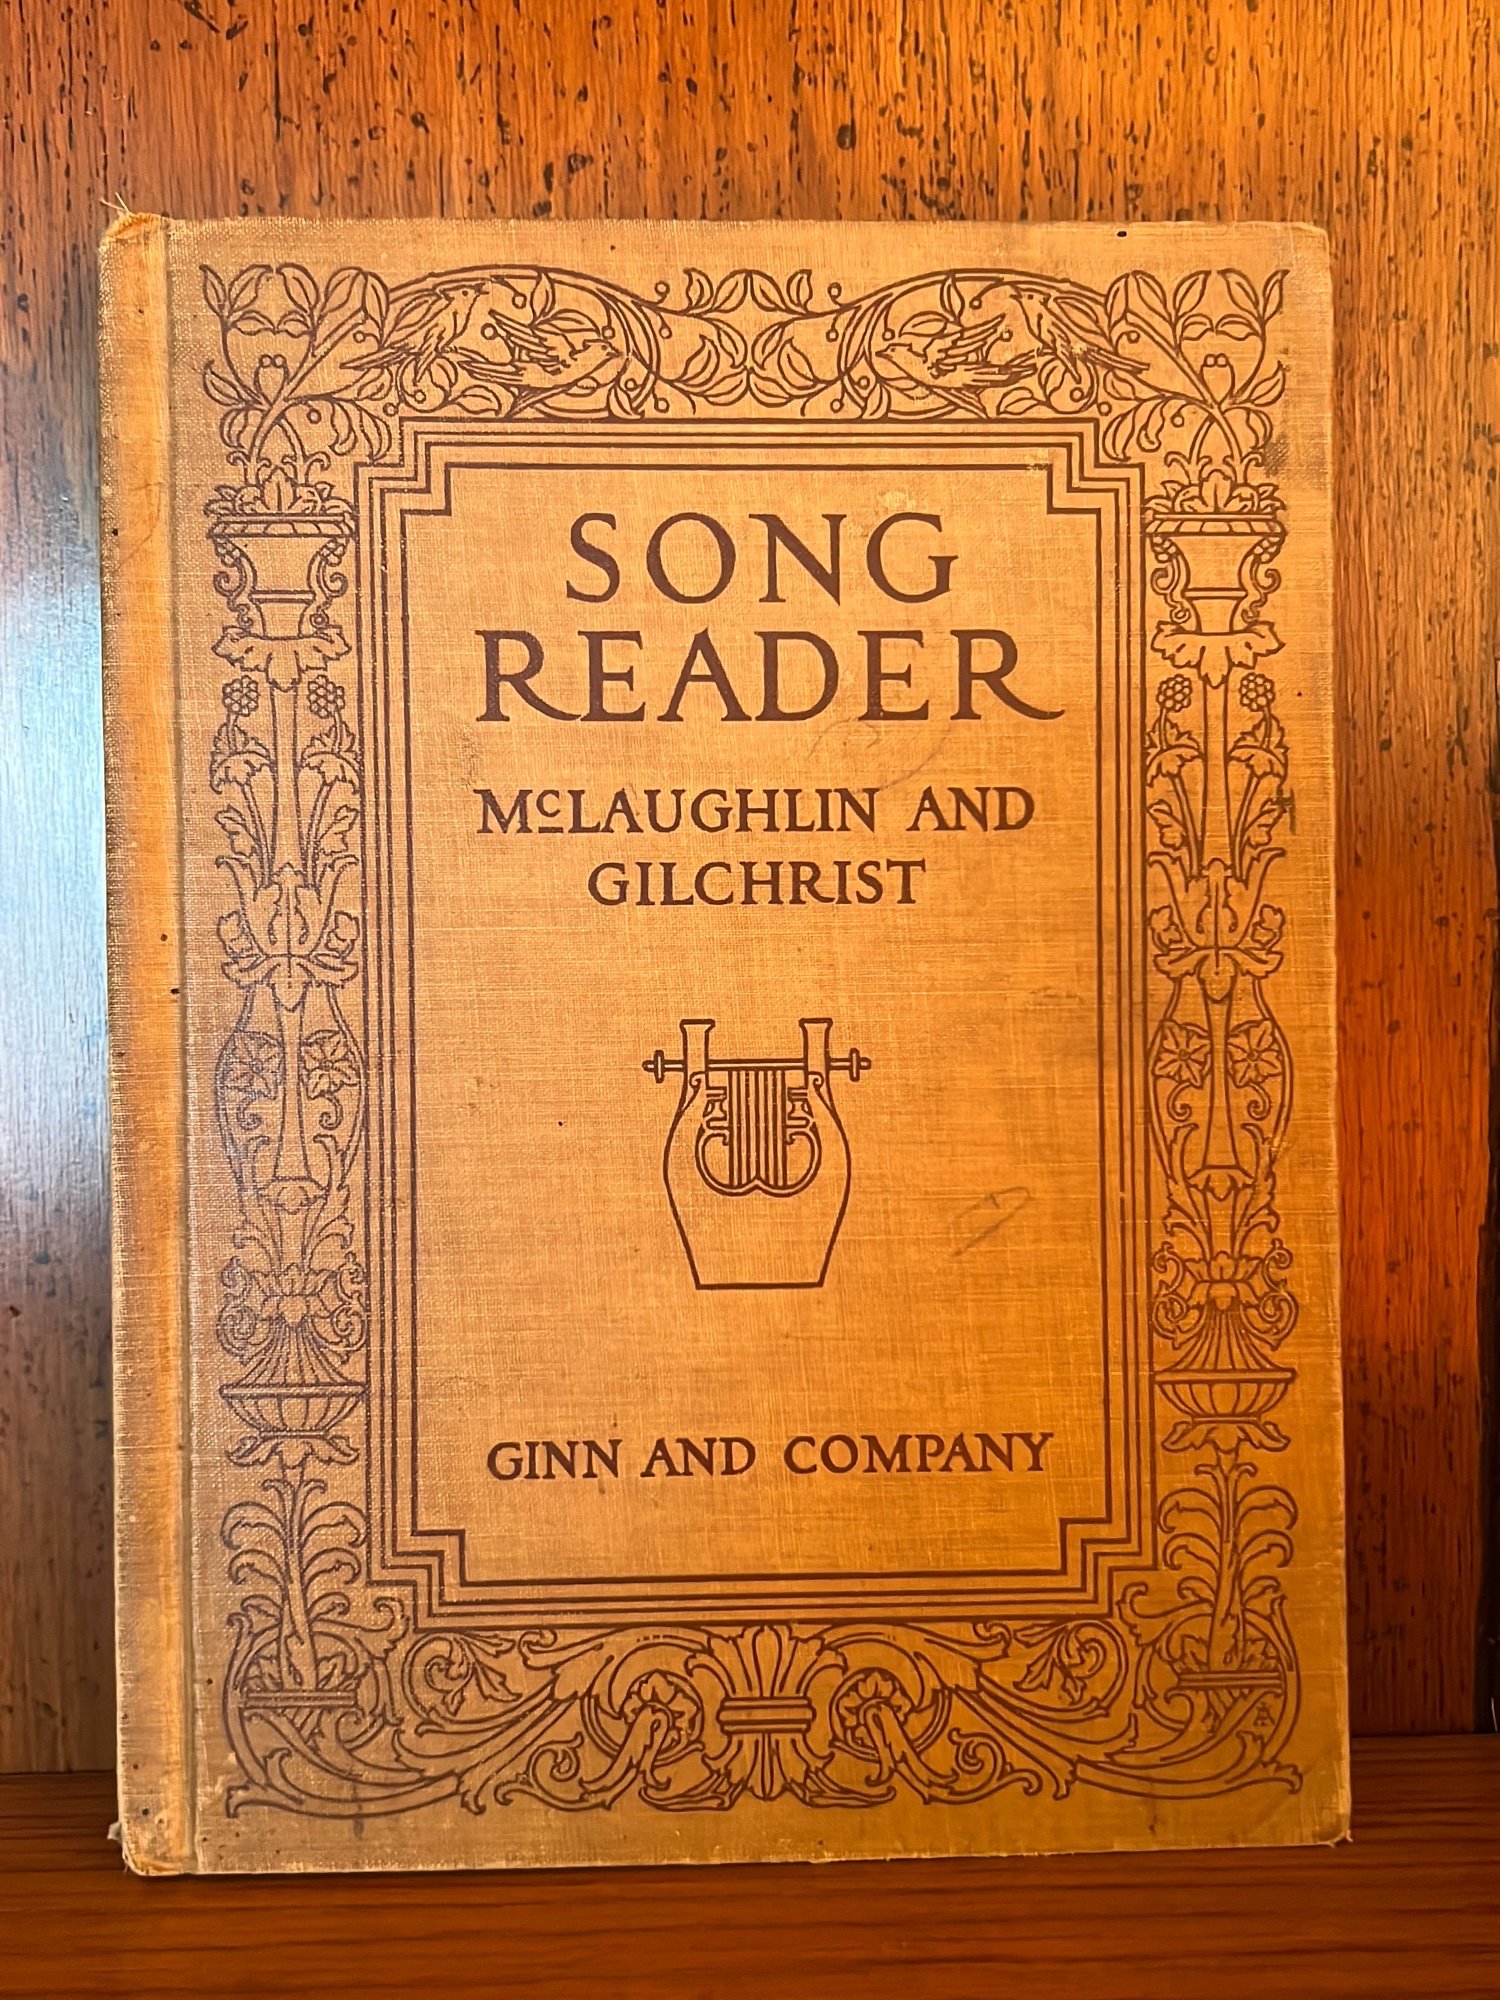 SONG
READER
McLAUGHLIN AND
GILCHRIST
GINN AND COMPANY